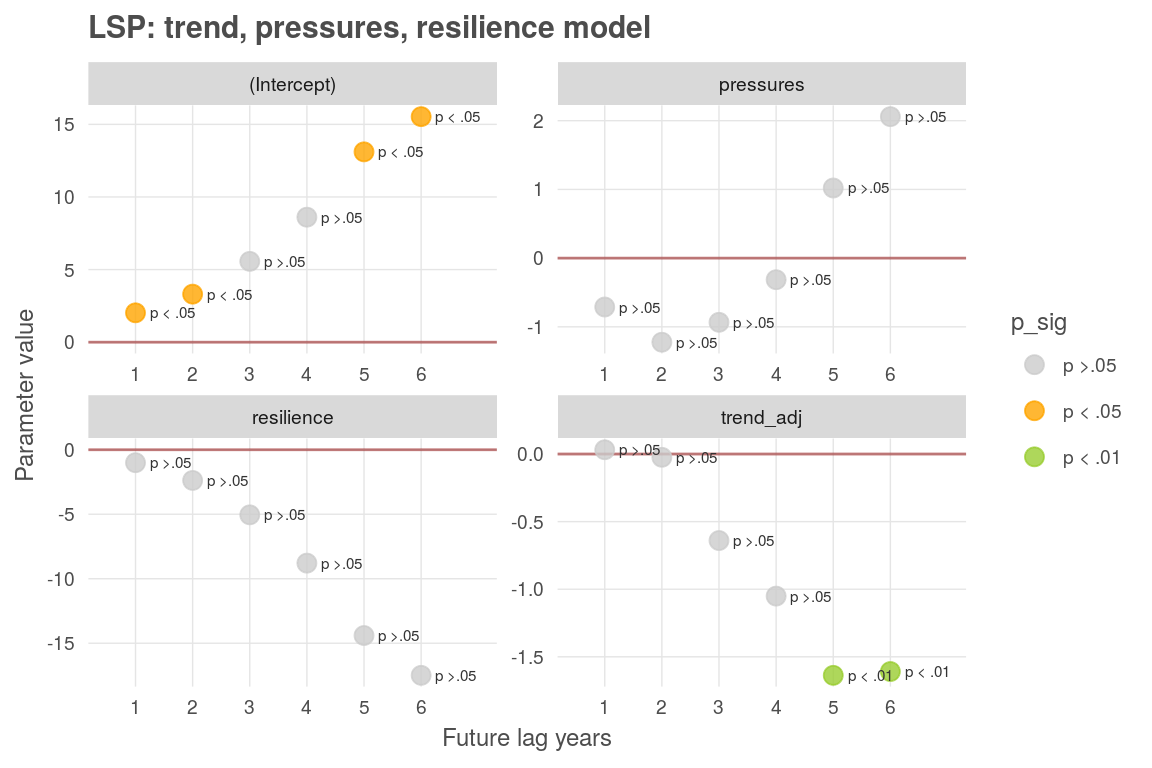 LSP: trend, pressures, resilience model
(Intercept)
pressures
15
10
5
0
p < .05
p < .05
p >.05
p >.05
p < .05
p < .05
1 2 3 4 5 6
2
1
0
-1
p >.05
p >.05
p >.05
p >.05
p >.05
p >.05
1 2 3 4 5 6
resilience
trend_adj
0
-5
-10
-15
p >.05
p >.05
p >.05
p >.05
p >.05
p >.05
1 2 3 4 5 6
0.0
-0.5
-1.0
-1.5
p >.05
p >.05
p >.05
p >.05
p < .01
p < .01
1 2 3 4 5 6
Parameter value
Future lag years
p_sig
p >.05
p < .05
p < .01